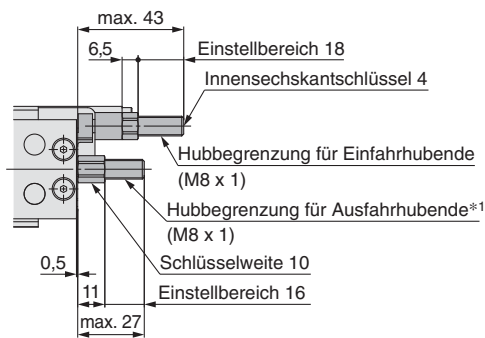 max. 43
6,5
Einstellbereich 18
Innensechskantschlüssel 4
Hubbegrenzung für Einfahrhubende
(M8 x 1)
Hubbegrenzung für Ausfahrhubende*1
(M8 x 1)
0,5
Schlüsselweite 10
11
Einstellbereich 16
max. 27